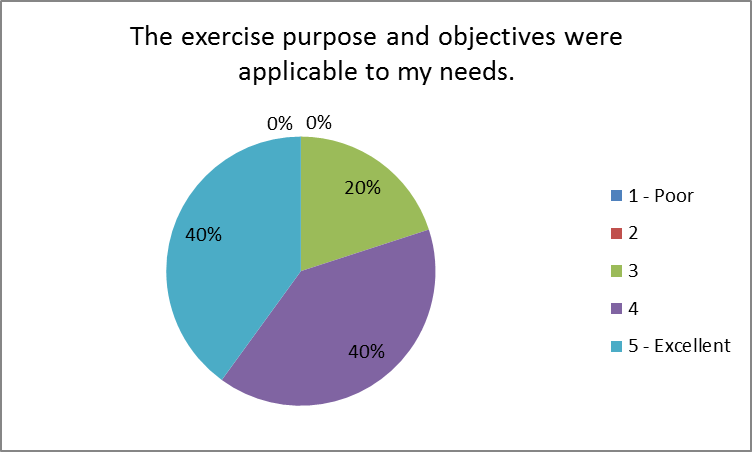 The exercise purpose and objectives were
applicable to my needs.
0% 0%
20%
40%
40%
1 - Poor
2
3
4
5 - Excellent